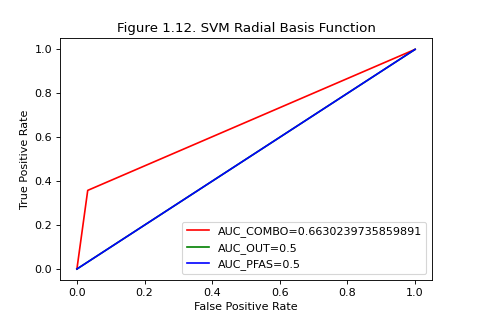 Figure 1.12. SVM Radial Basis Function
1.0
0.8
0.6
0.4
0.2
0.0
True Positive Rate
AUC_COMBO=0.6630239735859891
AUC_OUT=0.5
AUC_PFAS=0.5
0.0 0.2 0.4 0.6 0.8 1.0
False Positive Rate